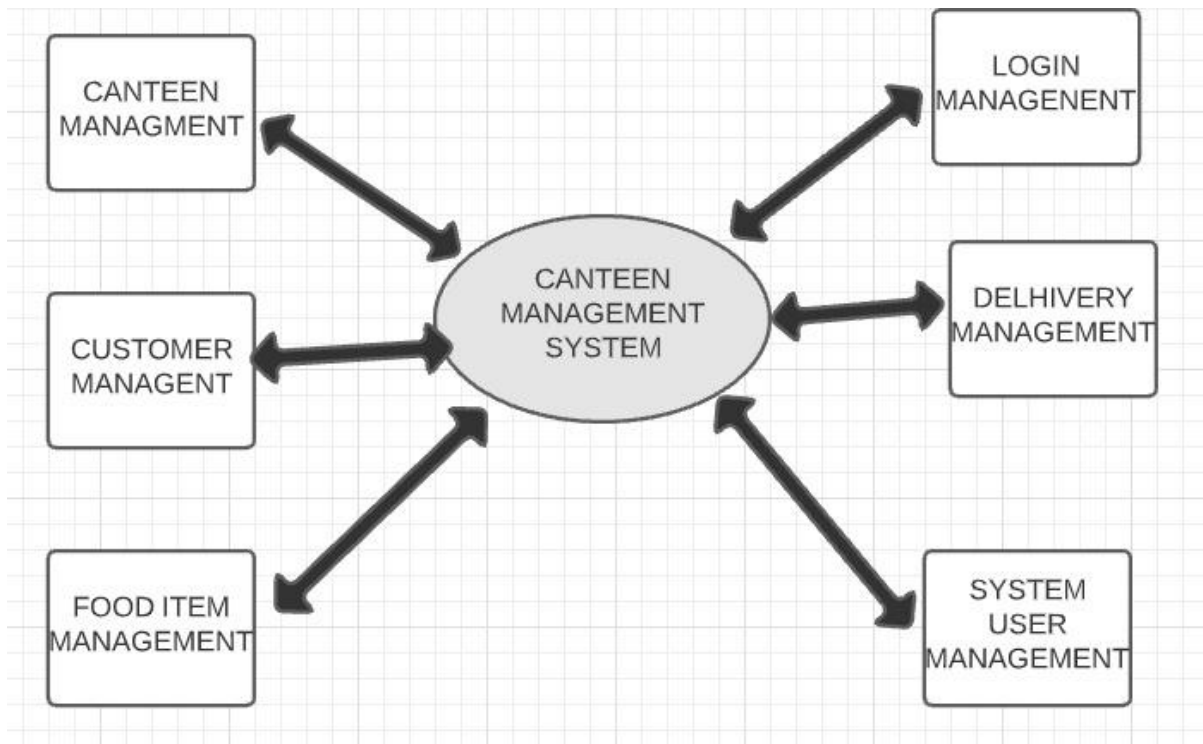 CANTEEN
MANAGMENT
LOGIN
MANAGENENT
CANTEEN
MANAGEMENT
SYSTEM
DELHIVERY
MANAGEMENT
CUSTOMER
MANAGENT
FOOD ITEM
MANAGEMENT
SYSTEM
USER
MANAGEMENT